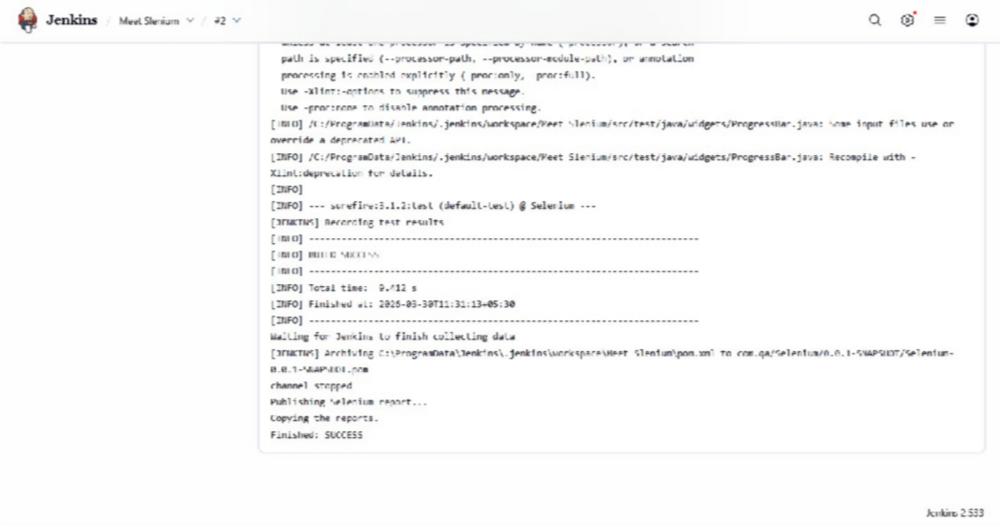 Jenkins / Meet Slenium / #2
path is specified (--processor-path, --processor-module-path), or annotation
processing is enabled explicitly ( proc:only, proc:full).
Use -Xlint:-options to suppress this message.
Use -proc:none to disable annotation processing.
[INFO] /C:/ProgramData/Jenkins/.jenkins/workspace/Meet Slenium/src/test/java/widgets/ProgressBar.java: Some input files use or
override a deprecated API.
[INFO] /C:/ProgramData/Jenkins/.jenkins/workspace/Meet Slenium/src/test/java/widgets/ProgressBar.java: Recompile with -
Xlint:deprecation for details.
[INFO]
[INFO] --- surefire:3.1.2:test (default-test) @ Selenium ---
[JENKINS] Recording test results
[INFO] ------------------------------------------------------------------------
[INFO] BUILD SUCCESS
[INFO] ------------------------------------------------------------------------
[INFO] Total time:  9.412 s
[INFO] Finished at: 2026-03-30T11:31:13+05:30
[INFO] ------------------------------------------------------------------------
Waiting for Jenkins to finish collecting data
[JENKINS] Archiving C:\ProgramData\Jenkins\.jenkins\workspace\Meet Slenium\pom.xml to com.qa/Selenium/0.0.1-SNAPSHOT/Selenium-
0.0.1-SNAPSHOT.pom
channel stopped
Publishing Selenium report...
Copying the reports.
Finished: SUCCESS
Jenkins 2.533